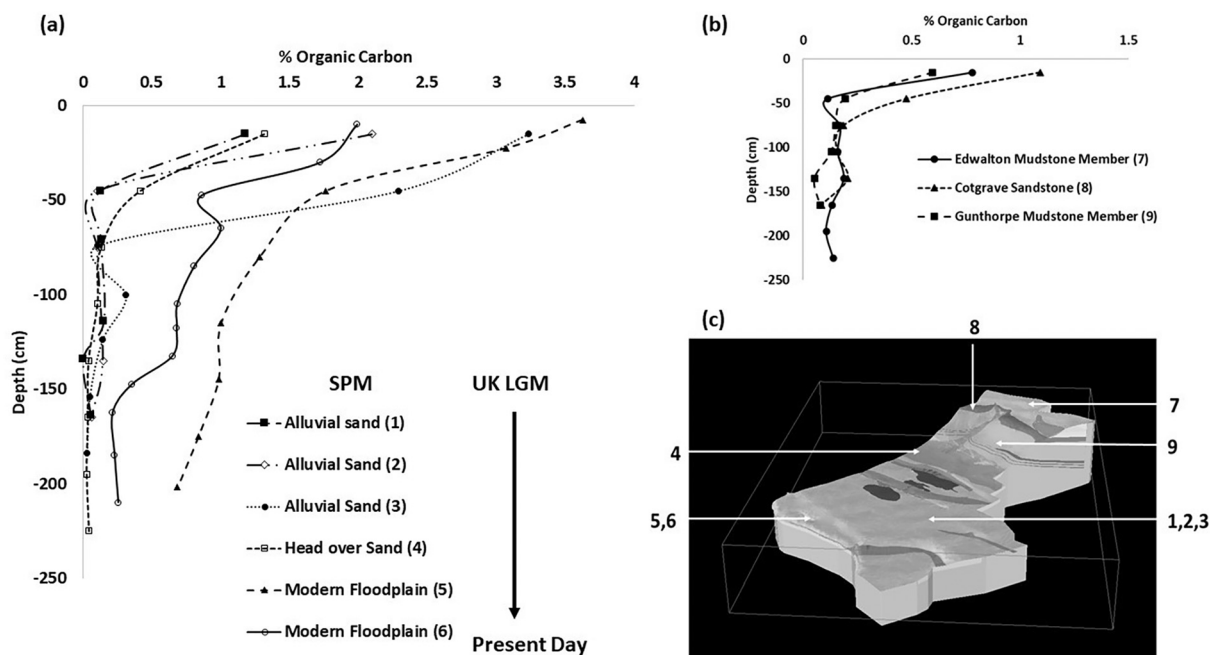 (a)
% Organic Carbon
0 0.5 1 1.5 2 2.5 3 3.5 4
0
-50
-100
-150
-200
-250
Depth (cm)
SPM
UK LGM
Alluvial sand (1)
Alluvial Sand (2)
Alluvial Sand (3)
Head over Sand (4)
Modern Floodplain (5)
Modern Floodplain (6)
Present Day
(b)
% Organic Carbon
0 0.5 1 1.5
0
-50
-100
-150
-200
-250
Depth (cm)
Edwalton Mudstone Member (7)
Cotgrave Sandstone (8)
Gunthorpe Mudstone Member (9)
(c)
8
7
9
4
5,6
1,2,3